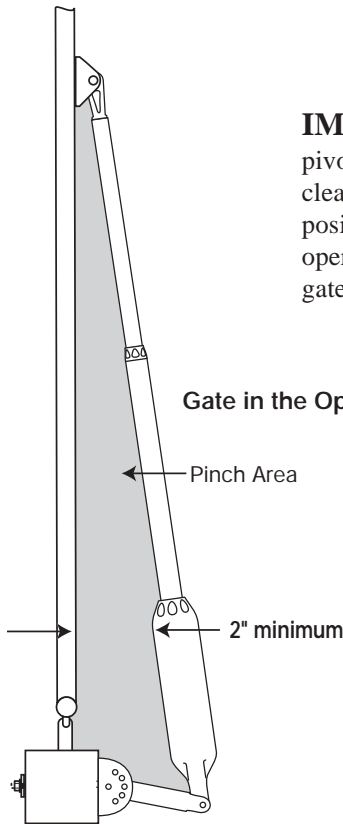 IM
pivo
clea
posi
oper
gate
Gate in the Op
Pinch Area
2" minimum